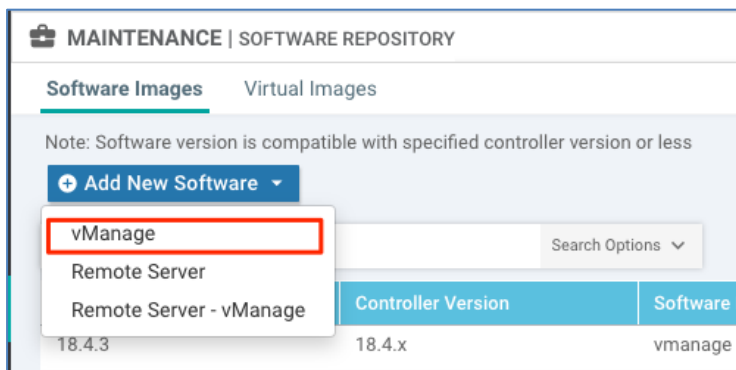 MAINTENANCE | SOFTWARE REPOSITORY
Software Images Virtual Images
Note: Software version is compatible with specified controller version or less
Add New Software
vManage
Search Options
Remote Server
Remote Server - vManage
Controller Version Software
18.4.3 18.4.x vmanage